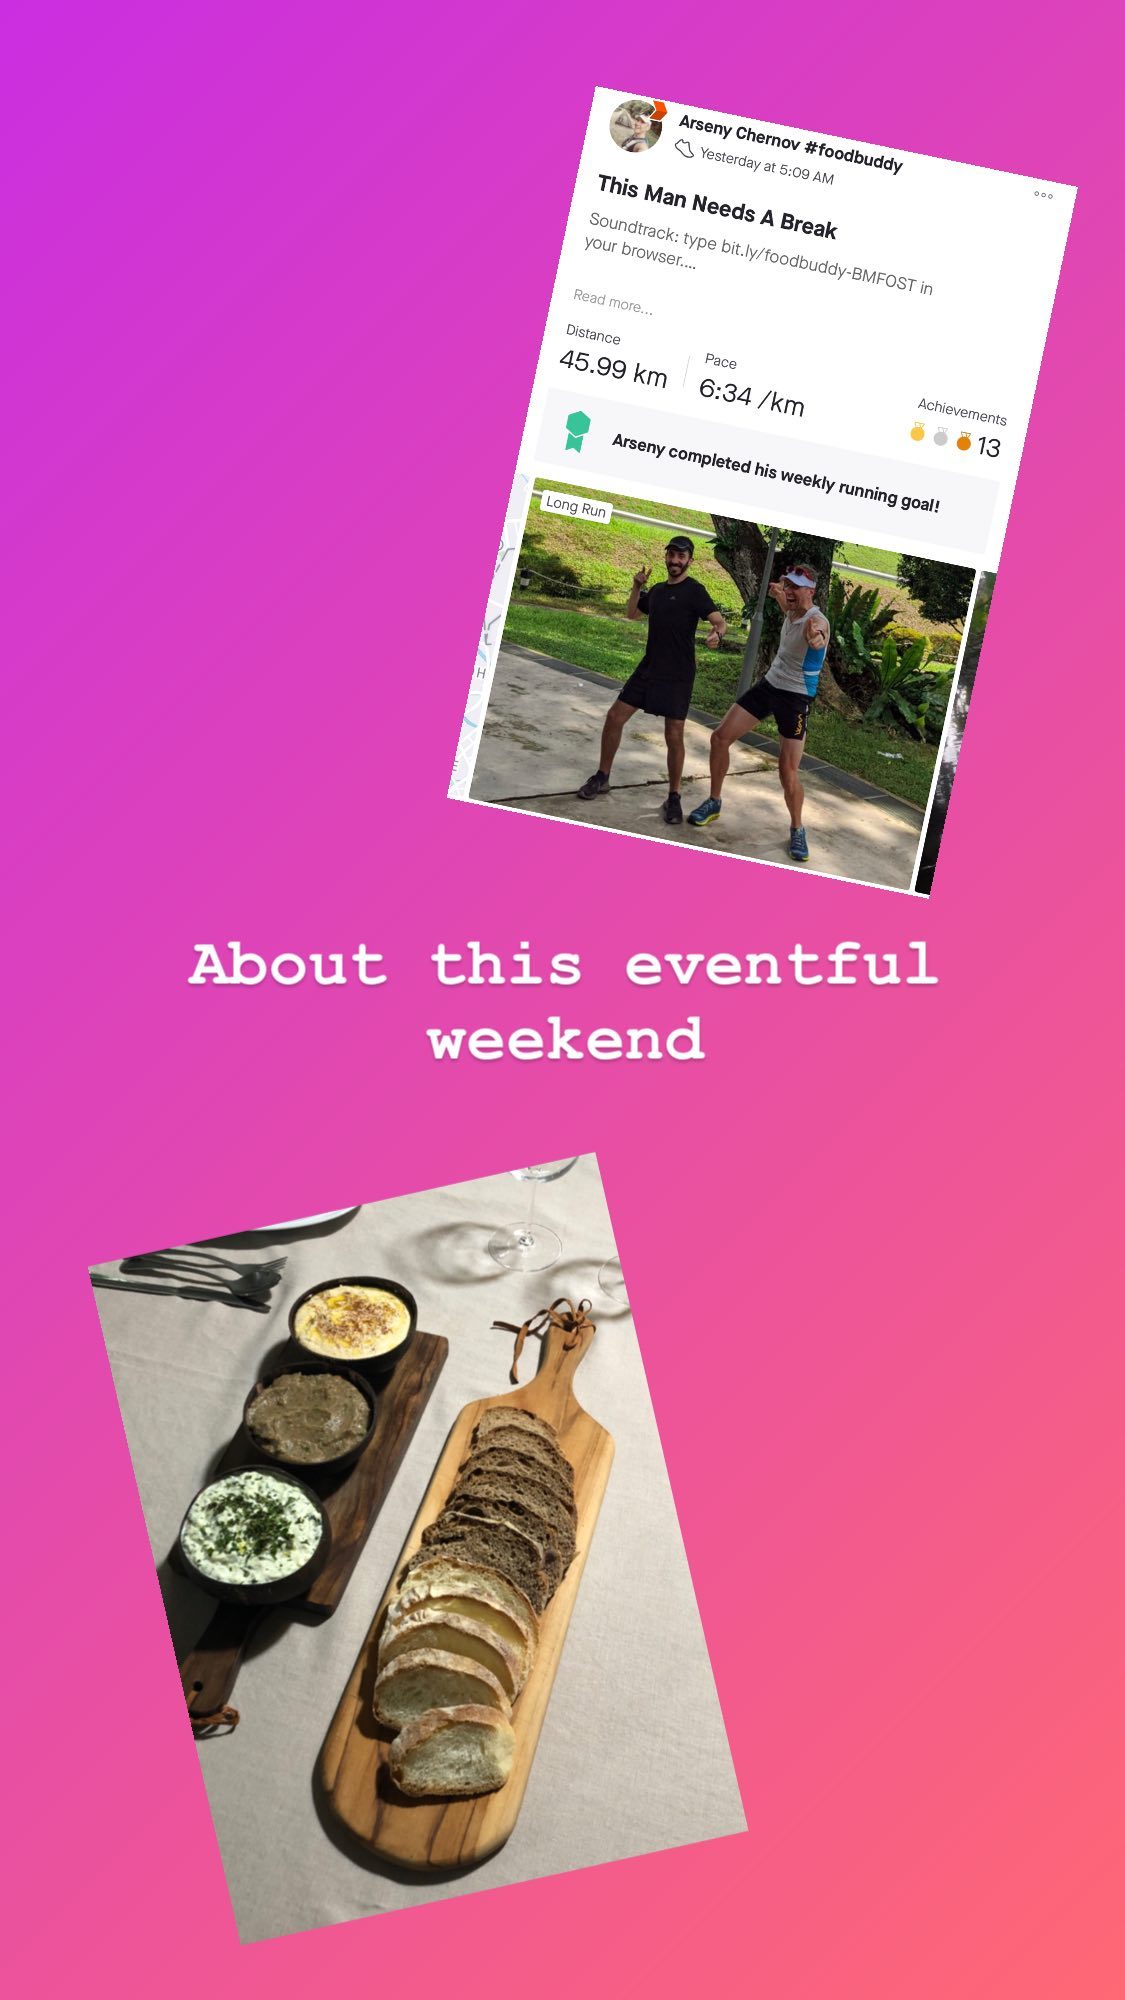 Arseny Chernov #foodbuddy
Yesterday at 5:09 AM
This Man Needs A Break
Soundtrack: type bit.ly/foodbuddy-BMFOST in
your browser....
Read more...
Distance
45.99 km
Pace
6:34 /km
Achievements
13
Arseny completed his weekly running goal!
Long Run
H
About this eventful
weekend